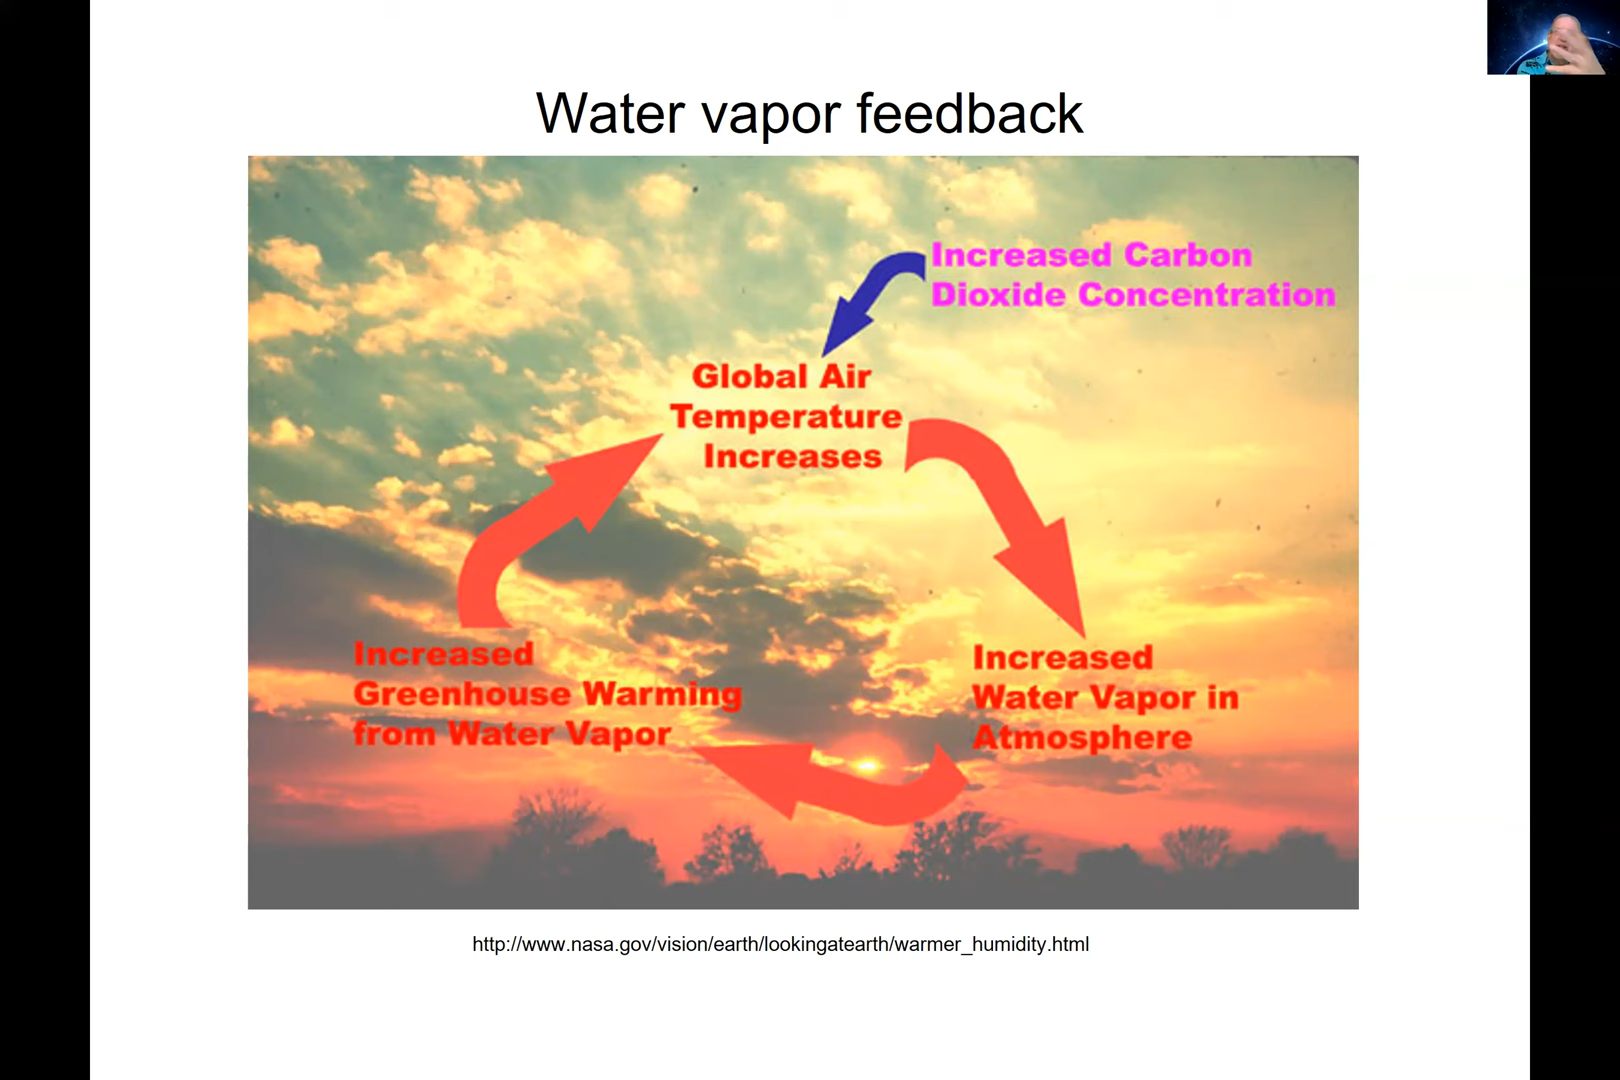 Water vapor feedback
Increased Carbon
Dioxide Concentration
Global Air
Temperature
Increases
Increased
Water Vapor in
Atmosphere
Increased
Greenhouse Warming
from Water Vapor
http://www.nasa.gov/vision/earth/lookingatearth/warmer_humidity.html